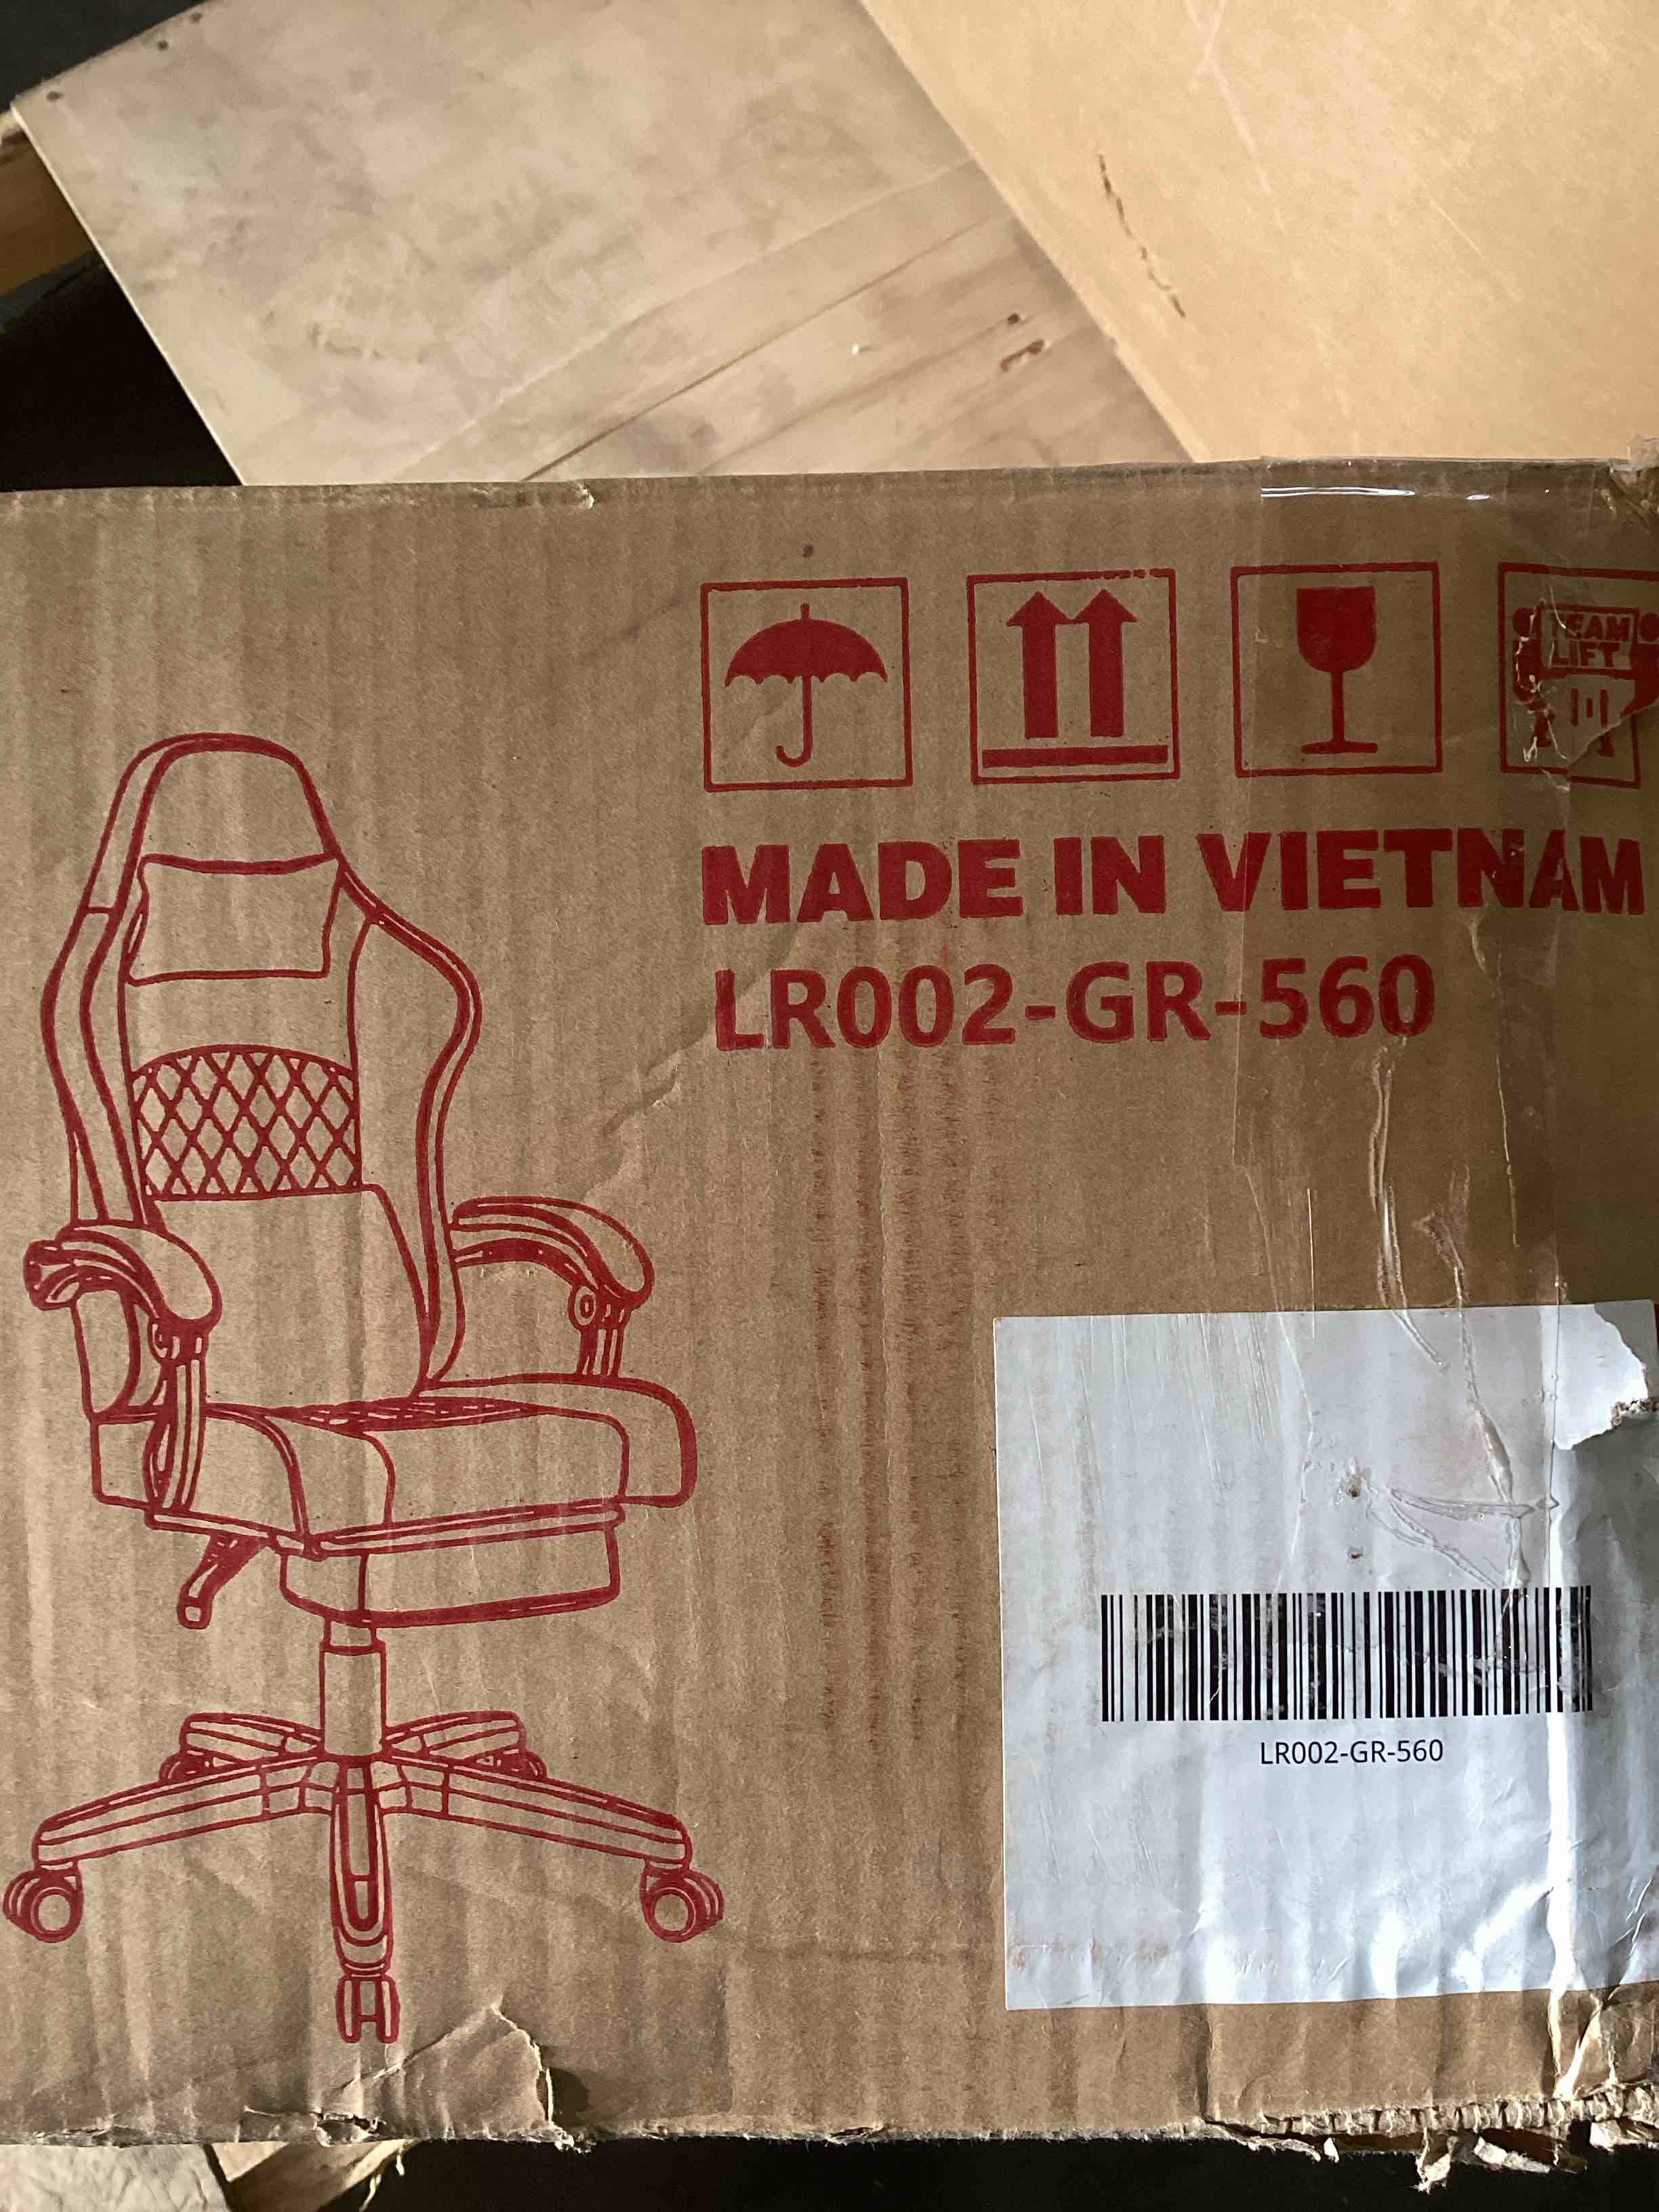 TEAM
LIFT
MADE IN VIETNAM
LR002-GR-560
LR002-GR-560